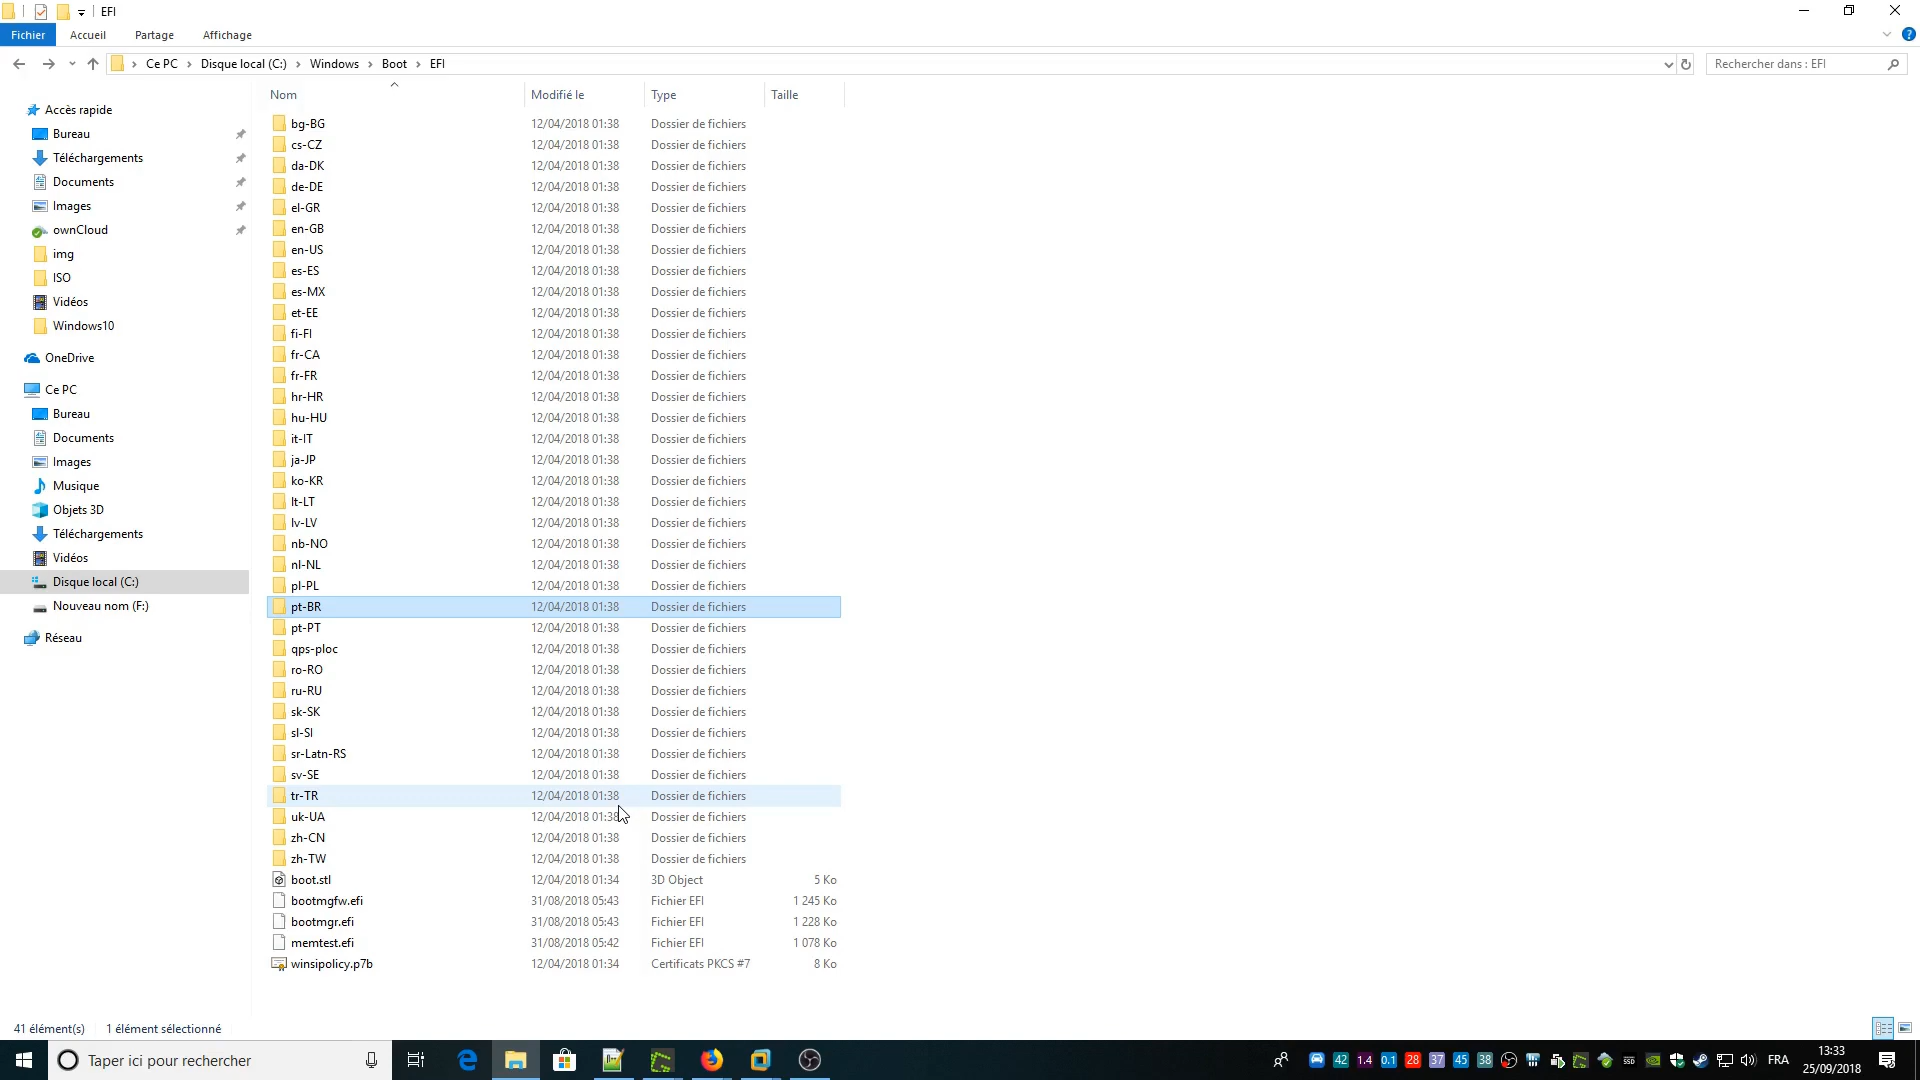 EFI
Fichier Accueil Partage Affichage
Ce PC Disque local (C:) Windows Boot EFI
Rechercher dans : EFI
Accès rapide
Bureau
Téléchargements
Documents
Images
ownCloud
img
ISO
Vidéos
Windows10
OneDrive
Ce PC
Bureau
Documents
Images
Musique
Objets 3D
Téléchargements
Vidéos
Disque local (C:)
Nouveau nom (F:)
Réseau
Nom Modifié le Type Taille
bg-BG 12/04/2018 01:38 Dossier de fichiers
cs-CZ 12/04/2018 01:38 Dossier de fichiers
da-DK 12/04/2018 01:38 Dossier de fichiers
de-DE 12/04/2018 01:38 Dossier de fichiers
el-GR 12/04/2018 01:38 Dossier de fichiers
en-GB 12/04/2018 01:38 Dossier de fichiers
en-US 12/04/2018 01:38 Dossier de fichiers
es-ES 12/04/2018 01:38 Dossier de fichiers
es-MX 12/04/2018 01:38 Dossier de fichiers
et-EE 12/04/2018 01:38 Dossier de fichiers
fi-FI 12/04/2018 01:38 Dossier de fichiers
fr-CA 12/04/2018 01:38 Dossier de fichiers
fr-FR 12/04/2018 01:38 Dossier de fichiers
hr-HR 12/04/2018 01:38 Dossier de fichiers
hu-HU 12/04/2018 01:38 Dossier de fichiers
it-IT 12/04/2018 01:38 Dossier de fichiers
ja-JP 12/04/2018 01:38 Dossier de fichiers
ko-KR 12/04/2018 01:38 Dossier de fichiers
lt-LT 12/04/2018 01:38 Dossier de fichiers
lv-LV 12/04/2018 01:38 Dossier de fichiers
nb-NO 12/04/2018 01:38 Dossier de fichiers
nl-NL 12/04/2018 01:38 Dossier de fichiers
pl-PL 12/04/2018 01:38 Dossier de fichiers
pt-BR 12/04/2018 01:38 Dossier de fichiers
pt-PT 12/04/2018 01:38 Dossier de fichiers
qps-ploc 12/04/2018 01:38 Dossier de fichiers
ro-RO 12/04/2018 01:38 Dossier de fichiers
ru-RU 12/04/2018 01:38 Dossier de fichiers
sk-SK 12/04/2018 01:38 Dossier de fichiers
sl-SI 12/04/2018 01:38 Dossier de fichiers
sr-Latn-RS 12/04/2018 01:38 Dossier de fichiers
sv-SE 12/04/2018 01:38 Dossier de fichiers
tr-TR 12/04/2018 01:38 Dossier de fichiers
uk-UA 12/04/2018 01:38 Dossier de fichiers
zh-CN 12/04/2018 01:38 Dossier de fichiers
zh-TW 12/04/2018 01:38 Dossier de fichiers
boot.stl 12/04/2018 01:34 3D Object 5 Ko
bootmgfw.efi 31/08/2018 05:43 Fichier EFI 1 245 Ko
bootmgr.efi 31/08/2018 05:43 Fichier EFI 1 228 Ko
memtest.efi 31/08/2018 05:42 Fichier EFI 1 078 Ko
winsipolicy.p7b 12/04/2018 01:34 Certificats PKCS #7 8 Ko
41 élément(s) 1 élément sélectionné
Taper ici pour rechercher
42 1.4 0.1 28 37 45 38 SSD FRA
13:33
25/09/2018